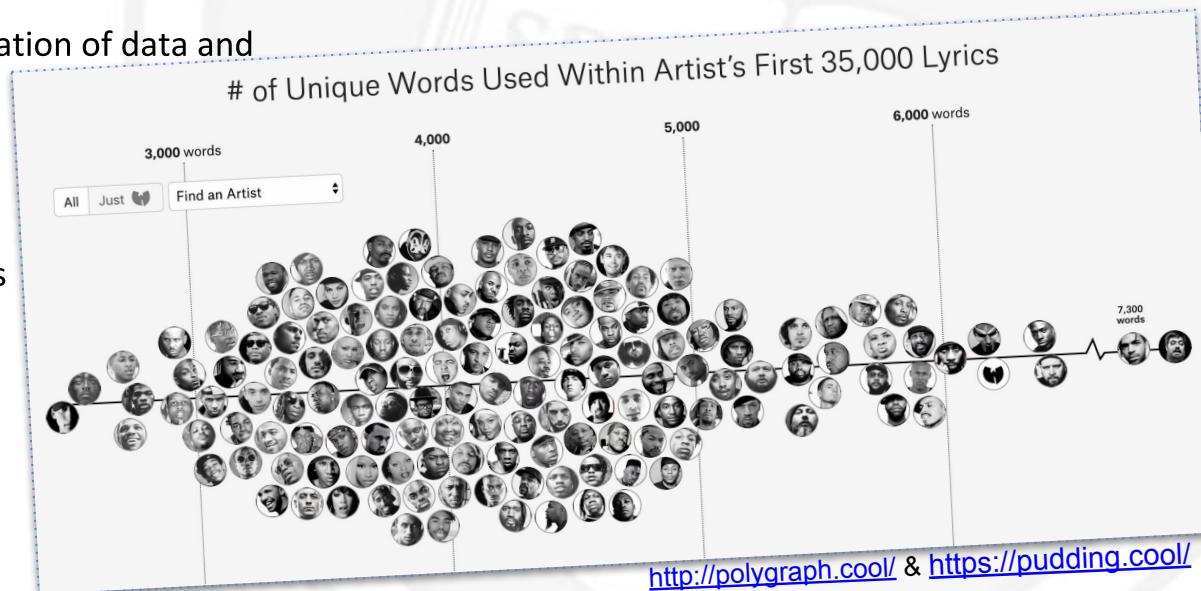 ation of data and
# of Unique Words Used Within Artist's First 35,000 Lyrics
3,000 words
4,000
5,000
6,000 words
All
Just
Find an Artist
s
7,300
words
http://polygraph.cool/ & https://pudding.cool/